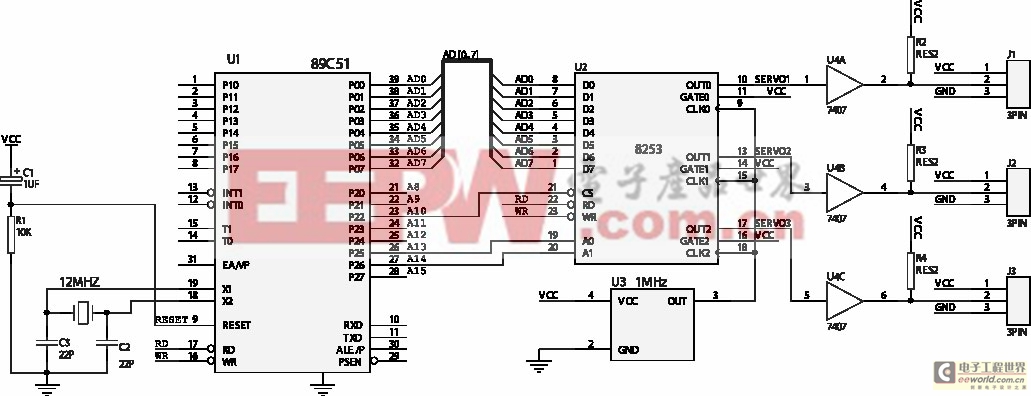 VCC
C1
1UF
R1
10K
12MHZ
C3
22P
C2
22P
RESET
RD
WR
U1
89C51
1 P10
2 P11
3 P12
4 P13
5 P14
6 P15
7 P16
8 P17
13 INT1
12 INT0
15 T1
14 T0
31 EA/VP
19 X1
18 X2
9 RESET
17 RD
16 WR
P00 39 AD0
P01 38 AD1
P02 37 AD2
P03 36 AD3
P04 35 AD4
P05 34 AD5
P06 33 AD6
P07 32 AD7
P20 21 A8
P21 22 A9
P22 23 A10
P23 24 A11
P24 25 A12
P25 26 A13
P26 27 A14
P27 28 A15
RXD 10
TXD 11
ALE/P 30
PSEN 29
AD[0..7]
U2
8253
AD0 8 D0
AD1 7 D1
AD2 6 D2
AD3 5 D3
AD4 4 D4
AD5 3 D5
AD6 2 D6
AD7 1 D7
21 CS
RD 22 RD
WR 23 WR
19 A0
20 A1
OUT0 10 SERVO1
GATE0 11 VCC
CLK0 9
OUT1 13 SERVO2
GATE1 14 VCC
CLK1 15
OUT2 17 SERVO3
GATE2 16 VCC
CLK2 18
U3 1MHz
VCC 4 VCC OUT 3
2 GND
U4A
1 2
7407
U4B
3 4
7407
U4C
5 6
7407
VCC
R2
RES2
VCC
R3
RES2
VCC
R4
RES2
J1
VCC 1
2
GND 3
3PIN
J2
VCC 1
2
GND 3
3PIN
J3
VCC 1
2
GND 3
3PIN
EEPW
电子产品世界
.com.cn
电子工程世界
eeworld.com.cn